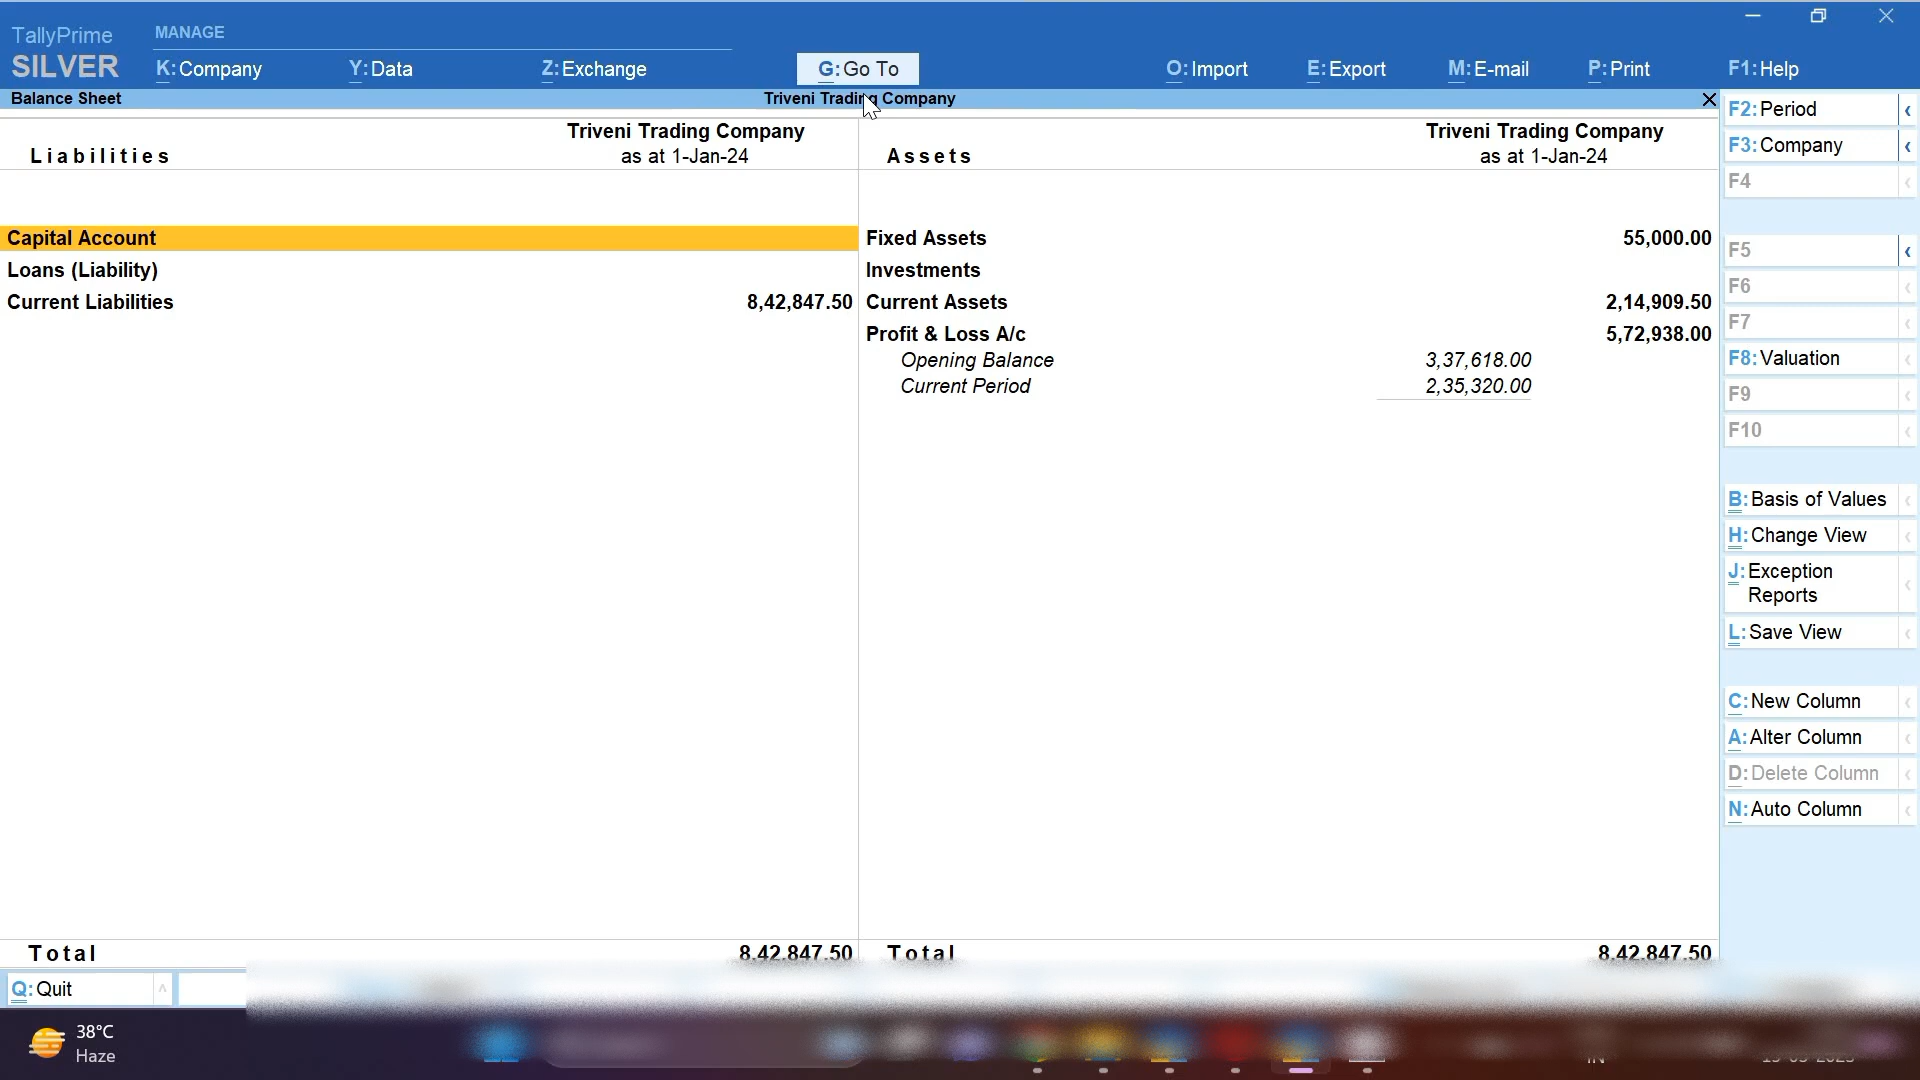 TallyPrime
SILVER
MANAGE
K: Company
Y: Data
Z: Exchange
G: Go To
O: Import
E: Export
M: E-mail
P: Print
F1: Help
Balance Sheet
Triveni Trading Company
Liabilities
Triveni Trading Company
as at 1-Jan-24
Assets
Triveni Trading Company
as at 1-Jan-24
Capital Account
Loans (Liability)
Current Liabilities 8,42,847.50
Fixed Assets 55,000.00
Investments
Current Assets 2,14,909.50
Profit & Loss A/c 5,72,938.00
Opening Balance 3,37,618.00
Current Period 2,35,320.00
Total 8,42,847.50
Total 8,42,847.50
F2: Period
F3: Company
F4
F5
F6
F7
F8: Valuation
F9
F10
B: Basis of Values
H: Change View
J: Exception
Reports
L: Save View
C: New Column
A: Alter Column
D: Delete Column
N: Auto Column
Q: Quit
38°C
Haze